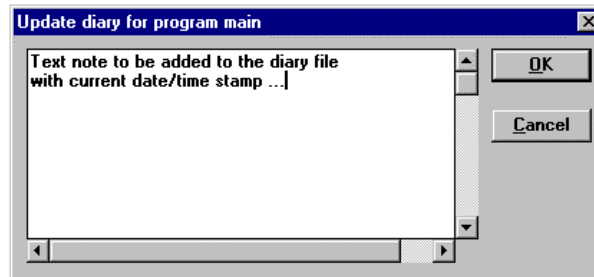 Update diary for program main
Text note to be added to the diary file
with current date/time stamp ...
OK
Cancel